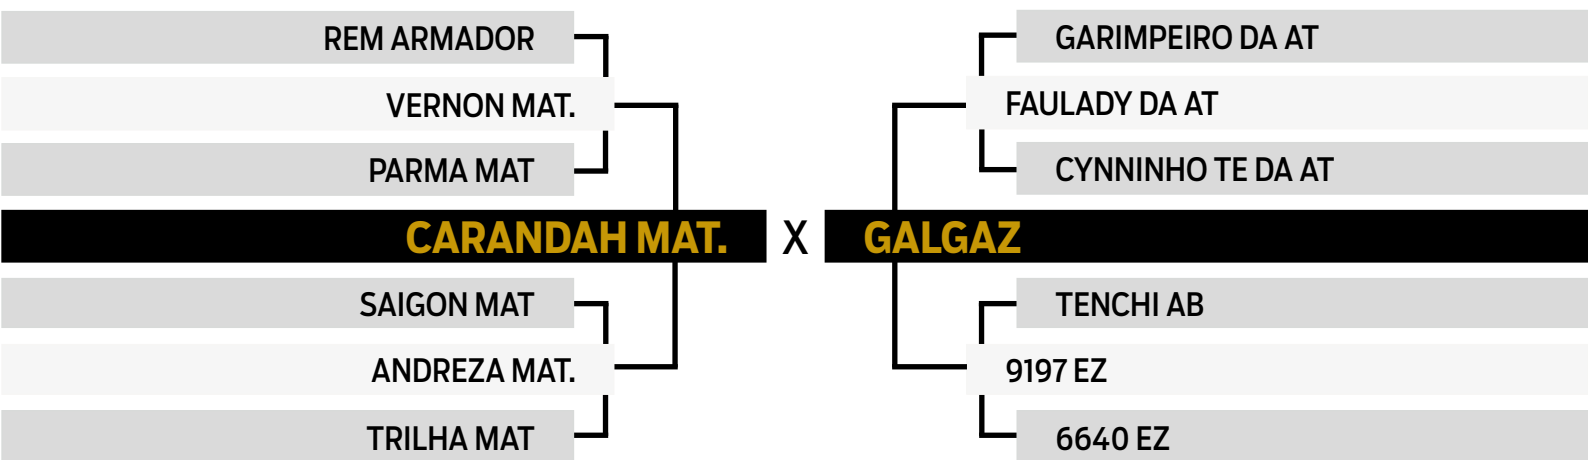 REM ARMADOR
VERNON MAT.
PARMA MAT
CARANDAH MAT.
SAIGON MAT
ANDREZA MAT.
TRILHA MAT
X
GARIMPEIRO DA AT
FAULADY DA AT
CYNNINHO TE DA AT
GALGAZ
TENCHI AB
9197 EZ
6640 EZ